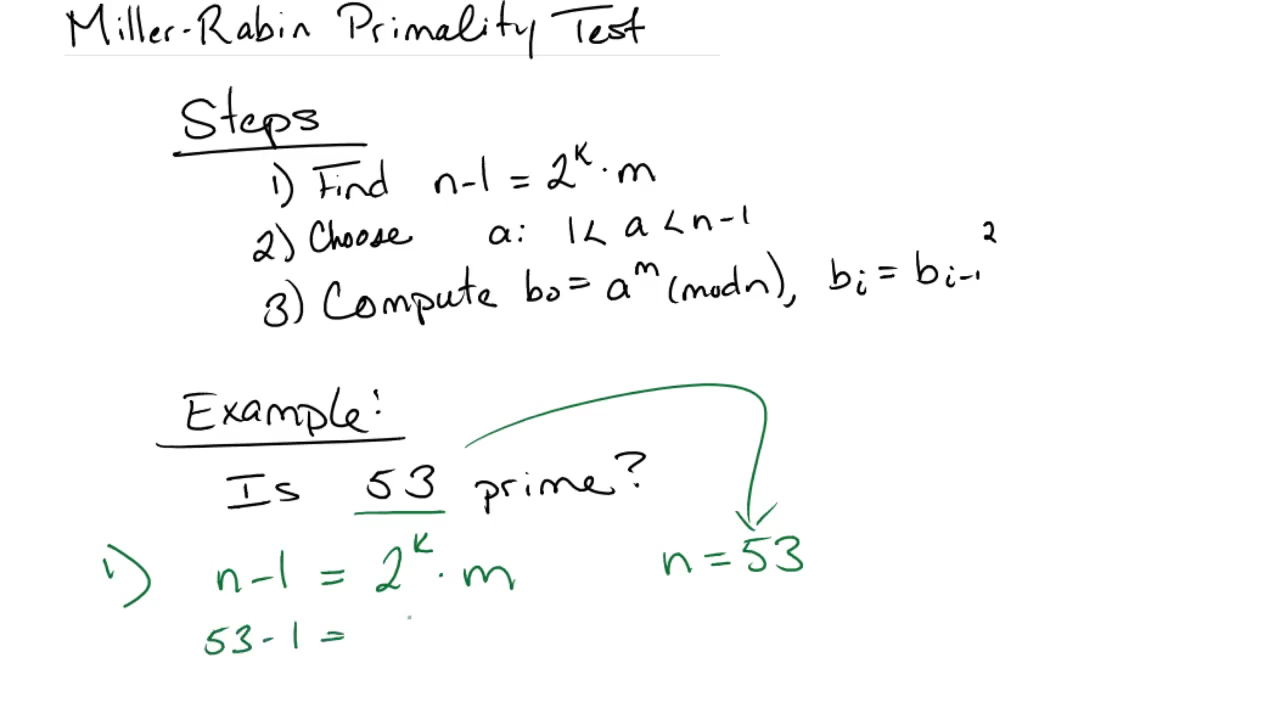 Miller-Rabin Primality Test
Steps
1) Find n-1 = 2^k · m
2) Choose a: 1 < a < n-1
3) Compute b₀ = a^m (mod n), bᵢ = bᵢ₋₁²
Example:
Is 53 prime?
1) n-1 = 2^k · m n = 53
53 - 1 =